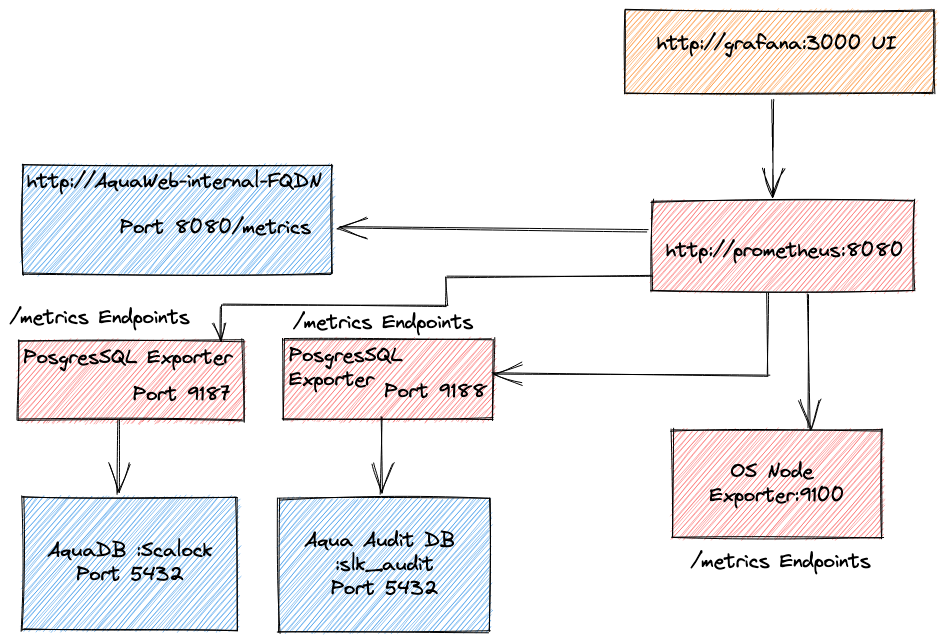 http://grafana:3000 UI
http://AquaWeb-internal-FQDN
Port 8080/metrics
http://prometheus:8080
/metrics Endpoints
/metrics Endpoints
PosgresSQL Exporter
Port 9187
PosgresSQL
Exporter
Port 9188
OS Node
Exporter:9100
/metrics Endpoints
AquaDB :Scalock
Port 5432
Aqua Audit DB
:slk_audit
Port 5432